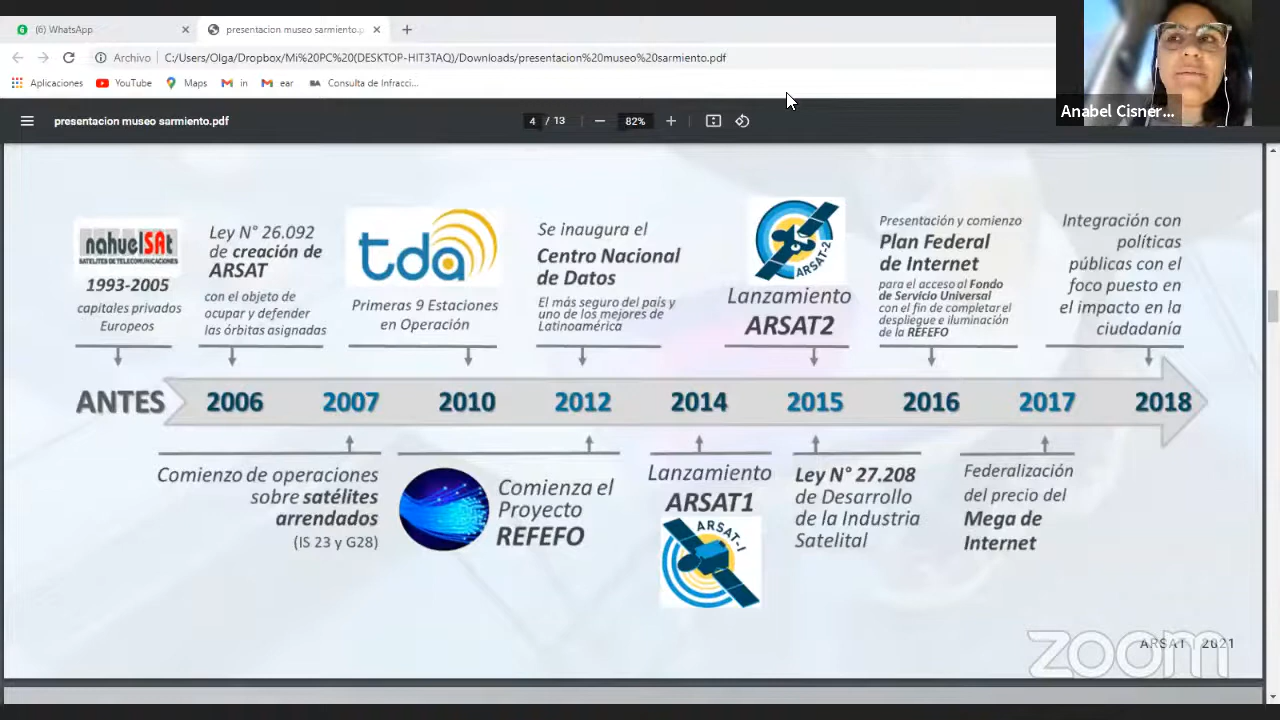 (6) WhatsApp
presentacion museo sarmiento.p
Archivo
C:/Users/Olga/Dropbox/Mi%20PC%20(DESKTOP-HIT3TAQ)/Downloads/presentacion%20museo%20sarmiento.pdf
Aplicaciones
YouTube
Maps
in
ear
Consulta de Infracci...
Anabel Cisner...
presentacion museo sarmiento.pdf
4 / 13
82%
nahuelSAt
SATELITES DE TELECOMUNICACIONES
1993-2005
capitales privados
Europeos
Ley N° 26.092
de creación de
ARSAT
con el objeto de
ocupar y defender
las órbitas asignadas
tda
Primeras 9 Estaciones
en Operación
Se inaugura el
Centro Nacional
de Datos
El más seguro del país y
uno de los mejores de
Latinoamérica
ARSAT-2
Lanzamiento
ARSAT2
Presentación y comienzo
Plan Federal
de Internet
para el acceso al Fondo
de Servicio Universal
con el fin de completar el
despliegue e iluminación
de la REFEFO
Integración con
políticas
públicas con el
foco puesto en
el impacto en la
ciudadanía
ANTES
2006
2007
2010
2012
2014
2015
2016
2017
2018
Comienzo de operaciones
sobre satélites
arrendados
(IS 23 y G28)
Comienza el
Proyecto
REFEFO
Lanzamiento
ARSAT1
ARSAT-1
Ley N° 27.208
de Desarrollo
de la Industria
Satelital
Federalización
del precio del
Mega de
Internet
ARSAT | 2021
zoom